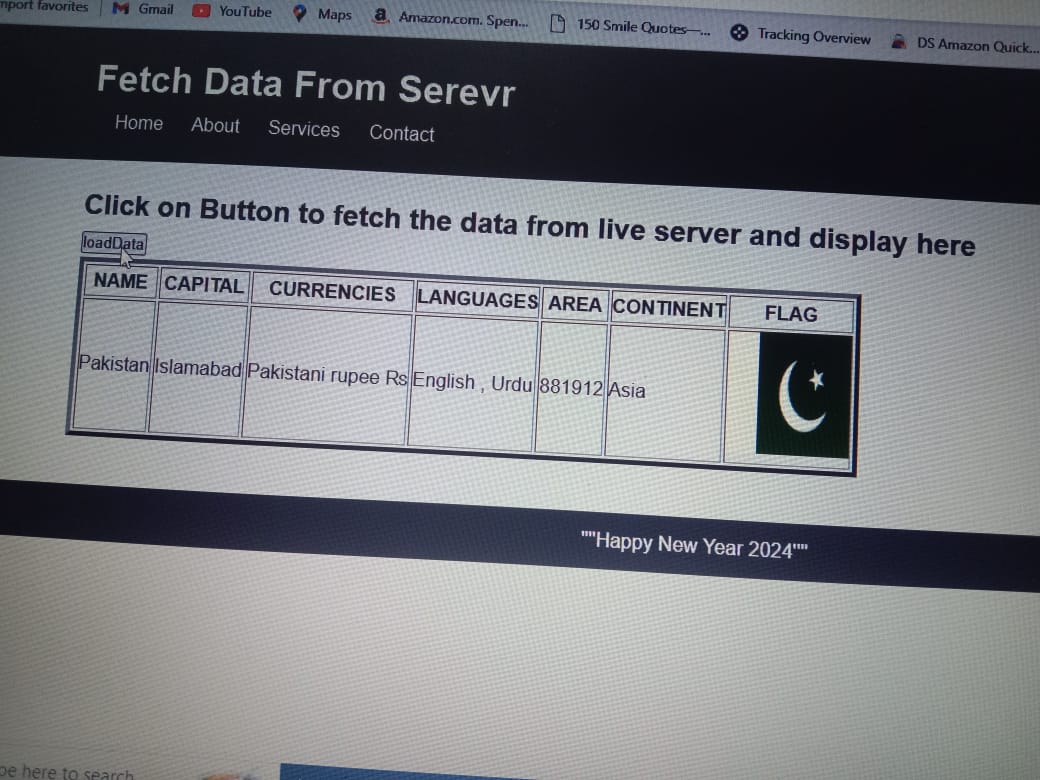 mport favorites Gmail YouTube Maps Amazon.com. Spen... 150 Smile Quotes—... Tracking Overview DS Amazon Quick...
Fetch Data From Serevr
Home About Services Contact
Click on Button to fetch the data from live server and display here
loadData
NAME CAPITAL CURRENCIES LANGUAGES AREA CONTINENT FLAG
Pakistan Islamabad Pakistani rupee Rs English , Urdu 881912 Asia
""Happy New Year 2024""
pe here to search